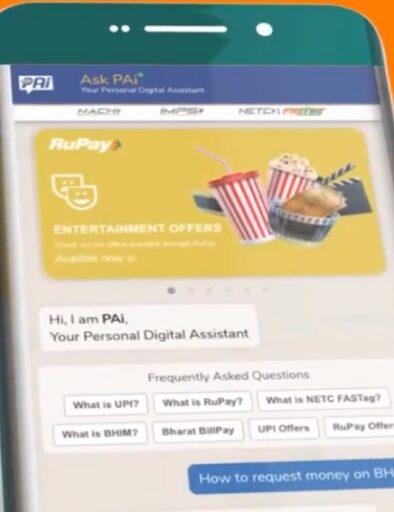 PAi
Ask PAi
Your Personal Digital Assistant
NACH IMPS NETC FASTag
RuPay
ENTERTAINMENT OFFERS
Check out the offers available through RuPay
Availble now
Hi, I am PAi,
Your Personal Digital Assistant
Frequently Asked Questions
What is UPI? What is RuPay? What is NETC FASTag?
What is BHIM? Bharat BillPay UPI Offers RuPay Offer
How to request money on BH